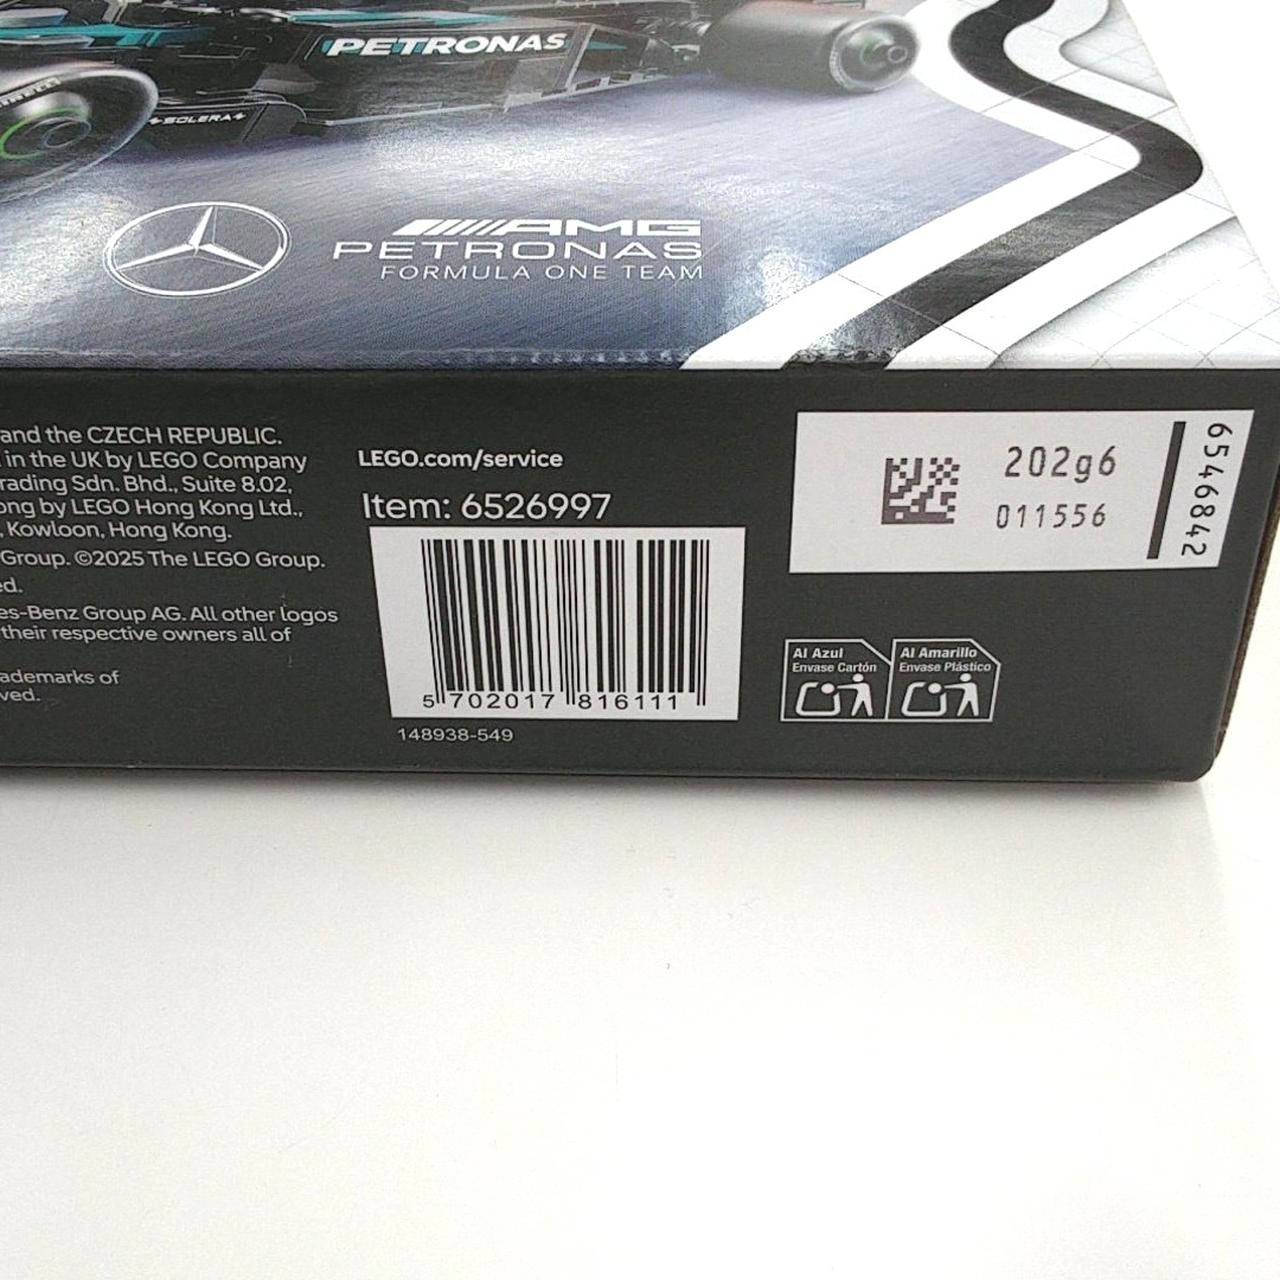 PETRONAS
SOLERA
AMG
PETRONAS
FORMULA ONE TEAM
and the CZECH REPUBLIC.
in the UK by LEGO Company
rading Sdn. Bhd., Suite 8.02,
ong by LEGO Hong Kong Ltd.,
, Kowloon, Hong Kong.
Group. ©2025 The LEGO Group.
ed.
es-Benz Group AG. All other logos
their respective owners all of
ademarks of
ved.
LEGO.com/service
Item: 6526997
5 702017 816111
148938-549
202g6
011556
6546842
Al Azul
Envase Cartón
Al Amarillo
Envase Plástico